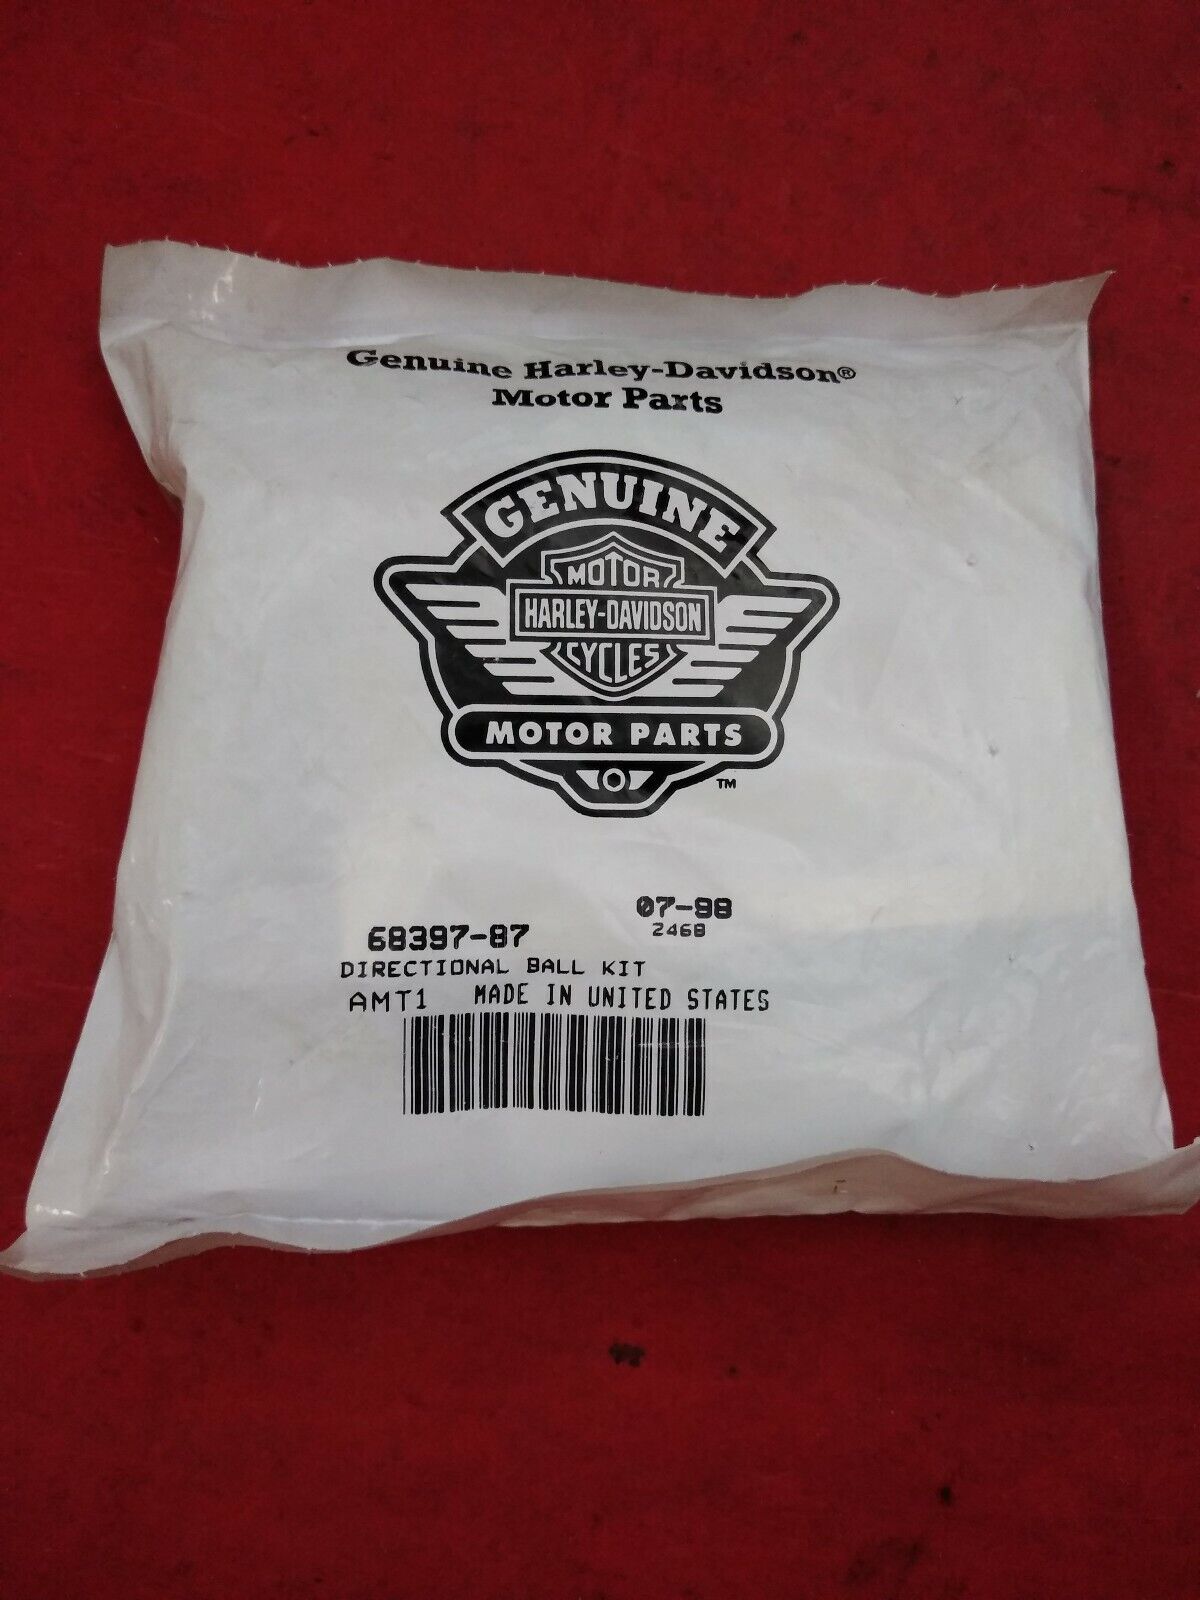 Genuine Harley-Davidson®
Motor Parts
GENUINE
MOTOR
HARLEY-DAVIDSON
CYCLES
MOTOR PARTS
TM
07-98
68397-87
2468
DIRECTIONAL BALL KIT
AMT1 MADE IN UNITED STATES